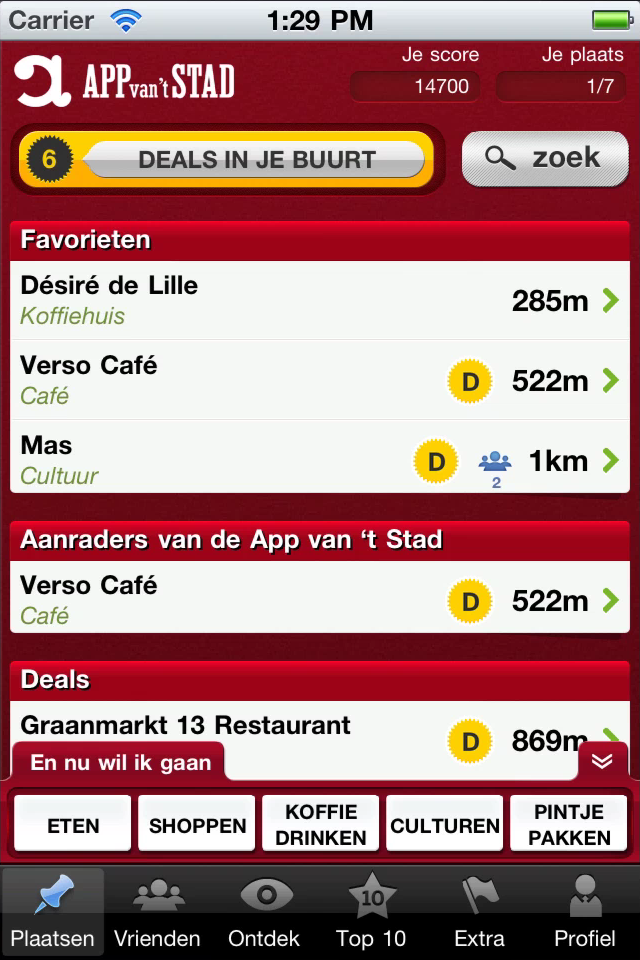 Carrier 1:29 PM
a APP van't STAD
Je score Je plaats
14700 1/7
6 DEALS IN JE BUURT zoek
Favorieten
Désiré de Lille
Koffiehuis
285m
Verso Café
Café
D 522m
Mas
Cultuur
D 2 1km
Aanraders van de App van ‘t Stad
Verso Café
Café
D 522m
Deals
Graanmarkt 13 Restaurant
D 869m
En nu wil ik gaan
ETEN SHOPPEN KOFFIE DRINKEN CULTUREN PINTJE PAKKEN
10
Plaatsen Vrienden Ontdek Top 10 Extra Profiel